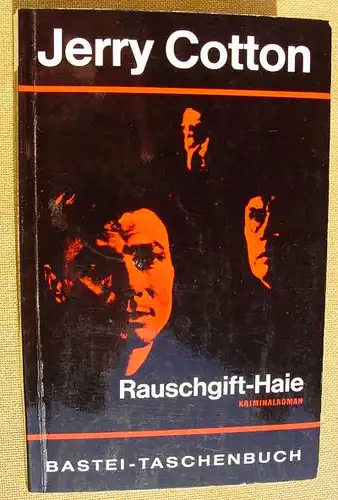 Jerry Cotton
Rauschgift-Haie
KRIMINALROMAN
BASTEI-TASCHENBUCH